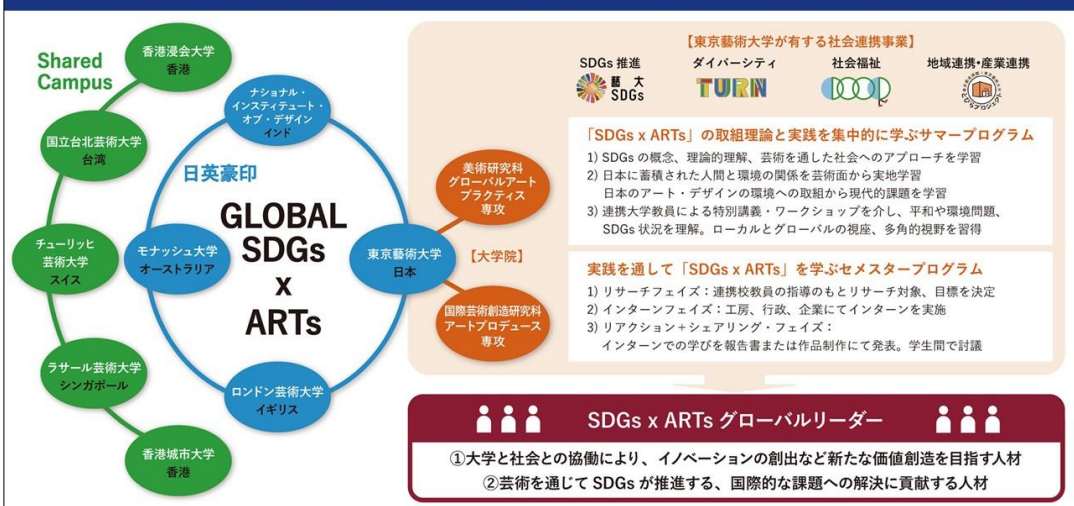 Shared
Campus
香港浸会大学
香港
国立台北芸術大学
台湾
チューリッヒ
芸術大学
スイス
ラサール芸術大学
シンガポール
香港城市大学
香港
ナショナル・
インスティテュート・
オブ・デザイン
インド
日英豪印
モナッシュ大学
オーストラリア
GLOBAL
SDGs
x
ARTs
東京藝術大学
日本
ロンドン芸術大学
イギリス
美術研究科
グローバルアート
プラクティス
専攻
【大学院】
国際芸術創造研究科
アートプロデュース
専攻
【東京藝術大学が有する社会連携事業】
SDGs 推進
ダイバーシティ
社会福祉
地域連携・産業連携
藝大
SDGs
TURN
DOOR
「SDGs x ARTs」の取組理論と実践を集中的に学ぶサマープログラム
1) SDGs の概念、理論的理解、芸術を通した社会へのアプローチを学習
2) 日本に蓄積された人間と環境の関係を芸術面から実地学習
日本のアート・デザインの環境への取組から現代的課題を学習
3) 連携大学教員による特別講義・ワークショップを介し、平和や環境問題、
SDGs 状況を理解。ローカルとグローバルの視座、多角的視野を習得
実践を通して「SDGs x ARTs」を学ぶセメスタープログラム
1) リサーチフェイズ：連携校教員の指導のもとリサーチ対象、目標を決定
2) インターンフェイズ：工房、行政、企業にてインターンを実施
3) リアクション＋シェアリング・フェイズ：
インターンでの学びを報告書または作品制作にて発表。学生間で討議
SDGs x ARTs グローバルリーダー
①大学と社会との協働により、イノベーションの創出など新たな価値創造を目指す人材
②芸術を通じて SDGs が推進する、国際的な課題への解決に貢献する人材